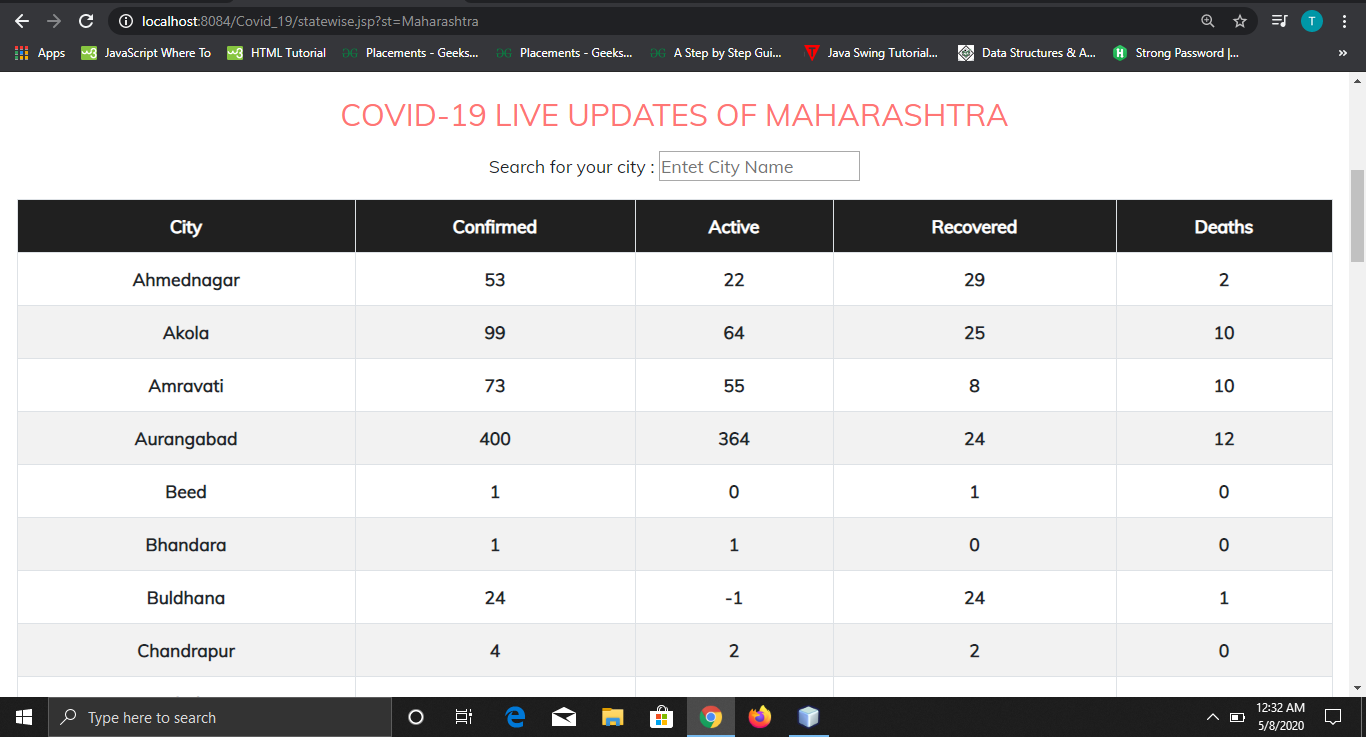 localhost:8084/Covid_19/statewise.jsp?st=Maharashtra
T
Apps JavaScript Where To HTML Tutorial Placements - Geeks... Placements - Geeks... A Step by Step Gui... Java Swing Tutorial... Data Structures & A... Strong Password |... »
COVID-19 LIVE UPDATES OF MAHARASHTRA
Search for your city : Entet City Name
City Confirmed Active Recovered Deaths
Ahmednagar 53 22 29 2
Akola 99 64 25 10
Amravati 73 55 8 10
Aurangabad 400 364 24 12
Beed 1 0 1 0
Bhandara 1 1 0 0
Buldhana 24 -1 24 1
Chandrapur 4 2 2 0
Type here to search
12:32 AM
5/8/2020